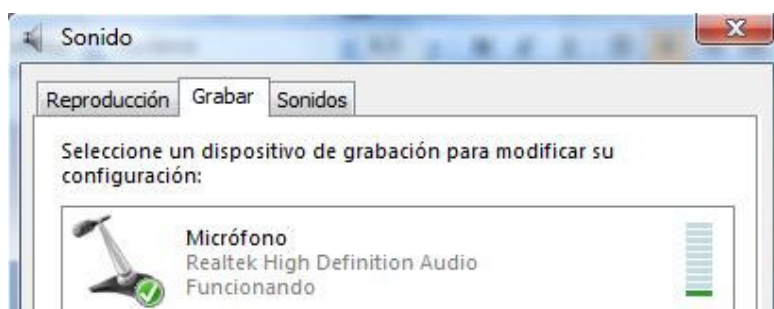 Sonido
Reproducción Grabar Sonidos
Seleccione un dispositivo de grabación para modificar su
configuración:
Micrófono
Realtek High Definition Audio
Funcionando